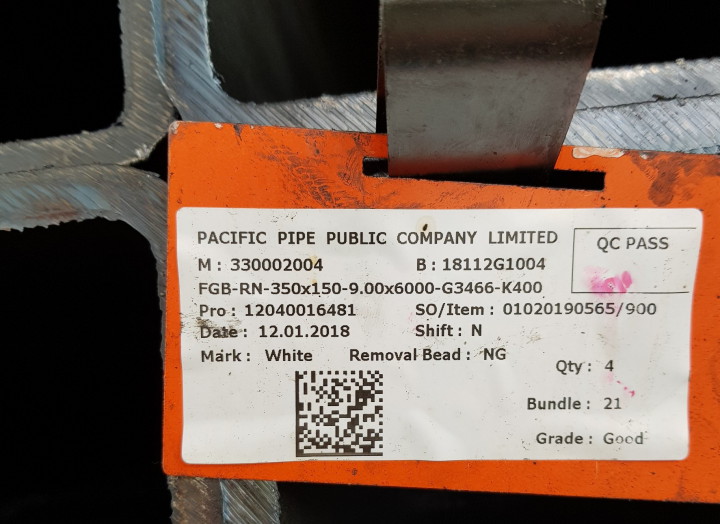 PACIFIC PIPE PUBLIC COMPANY LIMITED
QC PASS
M : 330002004 B : 18112G1004
FGB-RN-350x150-9.00x6000-G3466-K400
Pro : 12040016481 SO/Item : 01020190565/900
Date : 12.01.2018 Shift : N
Mark : White Removal Bead : NG
Qty : 4
Bundle : 21
Grade : Good